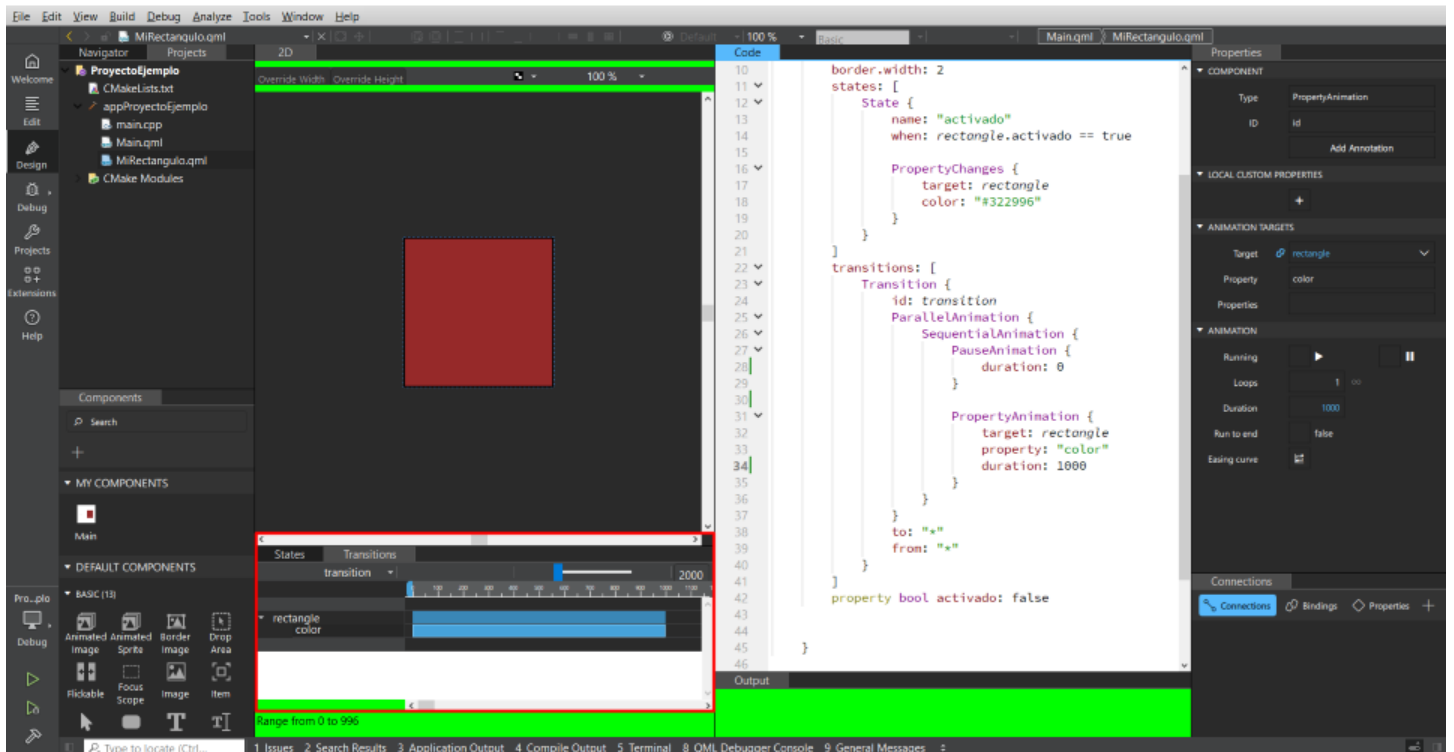 File Edit View Build Debug Analyze Tools Window Help
MiRectangulo.qml
Default
100 %
Basic
Main.qml
MiRectangulo.qml
Welcome
Edit
Design
Debug
Projects
Extensions
Help
Navigator
Projects
ProyectoEjemplo
CMakeLists.txt
appProyectoEjemplo
main.cpp
Main.qml
MiRectangulo.qml
CMake Modules
Components
Search
MY COMPONENTS
Main
DEFAULT COMPONENTS
BASIC (13)
Animated Image
Animated Sprite
Border Image
Drop Area
Flickable
Focus Scope
Image
Item
Pro...plo
Debug
2D
Override Width Override Height
100 %
States
Transitions
transition
2000
rectangle
color
Range from 0 to 996
Code
10 border.width: 2
11 states: [
12 State {
13 name: "activado"
14 when: rectangle.activado == true
15
16 PropertyChanges {
17 target: rectangle
18 color: "#322996"
19 }
20 }
21 ]
22 transitions: [
23 Transition {
24 id: transition
25 ParallelAnimation {
26 SequentialAnimation {
27 PauseAnimation {
28 duration: 0
29 }
30
31 PropertyAnimation {
32 target: rectangle
33 property: "color"
34 duration: 1000
35 }
36 }
37 }
38 to: "*"
39 from: "*"
40 }
41 ]
42 property bool activado: false
43
44
45 }
46
Output
Properties
COMPONENT
Type PropertyAnimation
ID id
Add Annotation
LOCAL CUSTOM PROPERTIES
ANIMATION TARGETS
Target rectangle
Property color
Properties
ANIMATION
Running
Loops 1
Duration 1000
Run to end false
Easing curve
Connections
Connections
Bindings
Properties
Type to locate (Ctrl...
1 Issues 2 Search Results 3 Application Output 4 Compile Output 5 Terminal 8 QML Debugger Console 9 General Messages